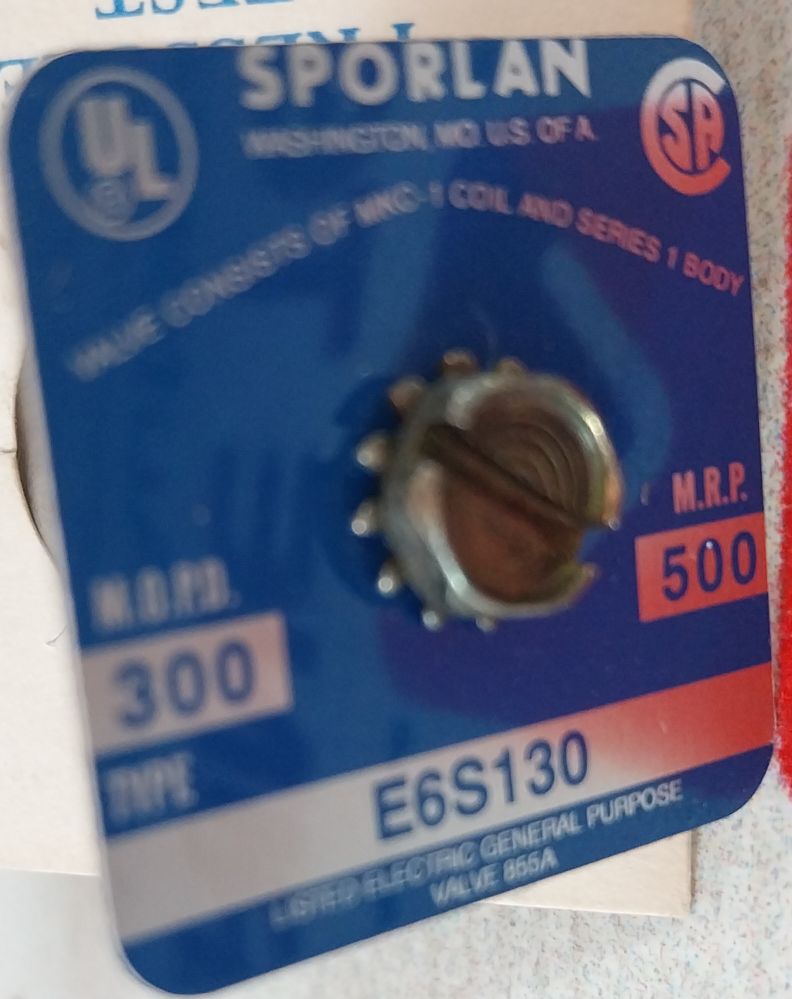 UL
®
SPORLAN
SA
WASHINGTON, MO. U.S. OF A.
VALVE CONSISTS OF MKC-1 COIL AND SERIES 1 BODY
M.R.P.
500
M.O.P.D.
300
TYPE
E6S130
LISTED ELECTRIC GENERAL PURPOSE
VALVE 855A